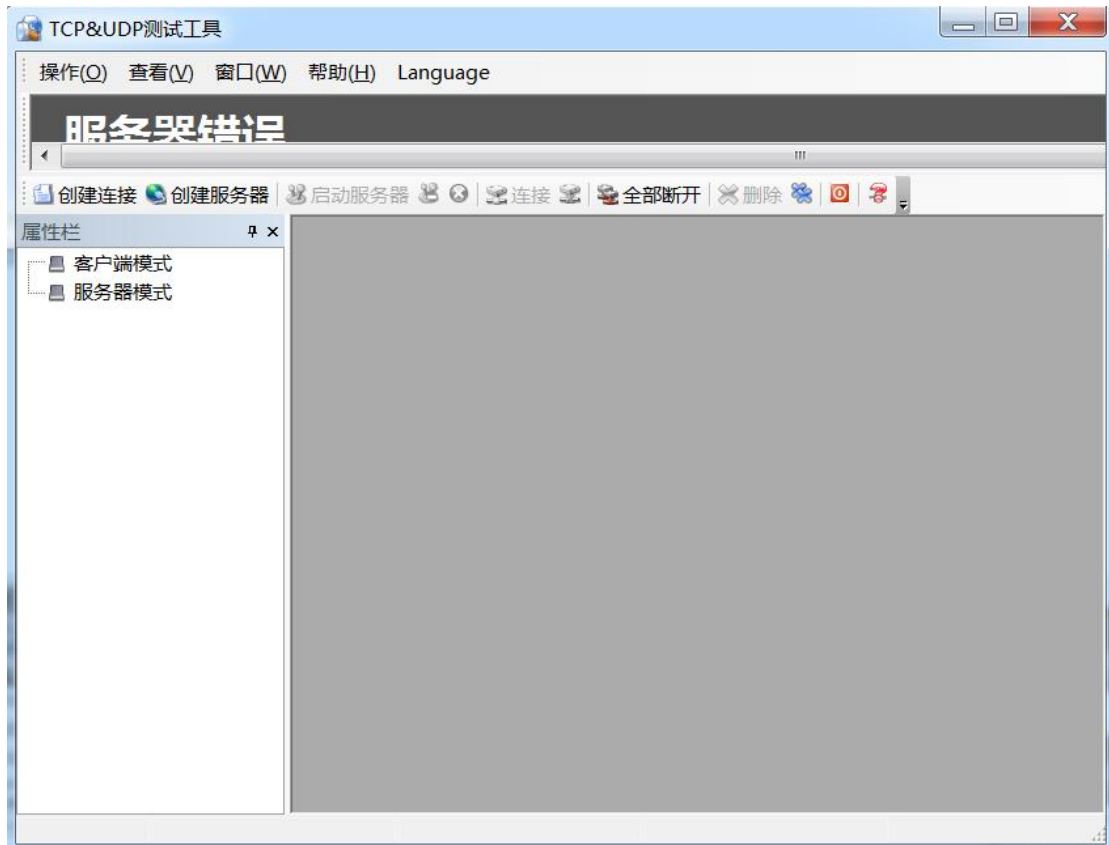 TCP&UDP测试工具
操作(O) 查看(V) 窗口(W) 帮助(H) Language
服务器错误
创建连接 创建服务器 启动服务器 连接 全部断开 删除
属性栏
客户端模式
服务器模式